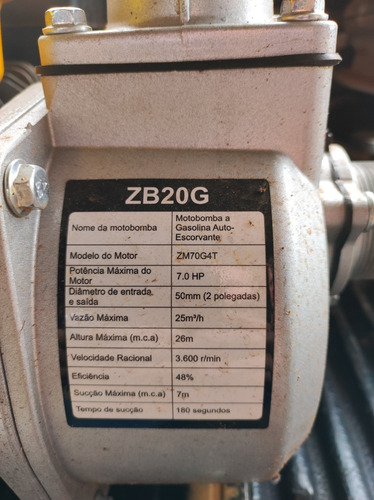 ZB20G
Nome da motobomba Motobomba a Gasolina Auto-Escorvante
Modelo do Motor ZM70G4T
Potência Máxima do Motor 7.0 HP
Diâmetro de entrada e saída 50mm (2 polegadas)
Vazão Máxima 25m³/h
Altura Máxima (m.c.a) 26m
Velocidade Racional 3.600 r/min
Eficiência 48%
Sucção Máxima (m.c.a) 7m
Tempo de sucção 180 segundos